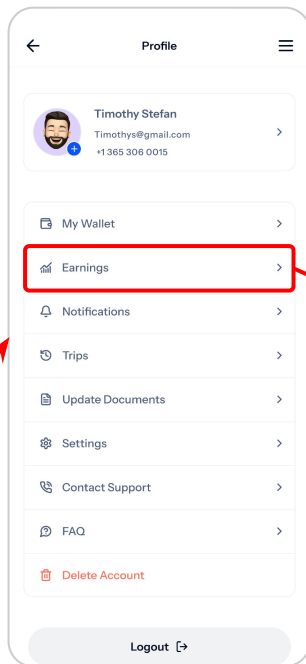 Profile
Timothy Stefan
Timothys@gmail.com
+1 365 306 0015
My Wallet
Earnings
Notifications
Trips
Update Documents
Settings
Contact Support
FAQ
Delete Account
Logout